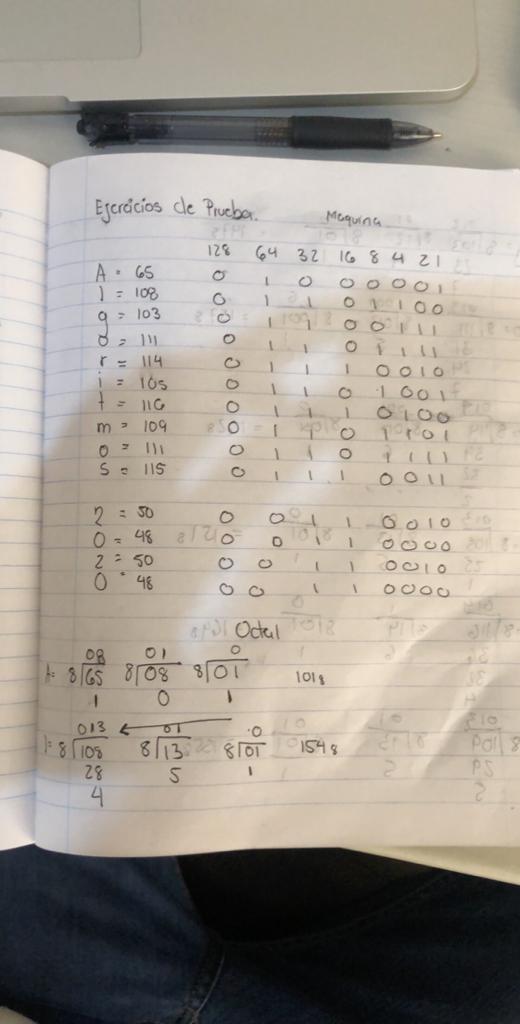 Ejercicios de Prueba. Maquina
128 64 32 16 8 4 2 1
A = 65 0 1 0 0 0 0 0 1
l = 108 0 1 1 0 1 1 0 0
g = 103 0 1 1 0 0 1 1 1
o = 111 0 1 1 0 1 1 1 1
r = 114 0 1 1 1 0 0 1 0
i = 105 0 1 1 0 1 0 0 1
t = 116 0 1 1 1 0 1 0 0
m = 109 0 1 1 0 1 1 0 1
o = 111 0 1 1 0 1 1 1 1
s = 115 0 1 1 1 0 0 1 1
2 = 50 0 0 1 1 0 0 1 0
0 = 48 0 0 1 1 0 0 0 0
2 = 50 0 0 1 1 0 0 1 0
0 = 48 0 0 1 1 0 0 0 0
Octal
08 01 0
A= 8/65 8/08 8/01 101₈
1 0 1
013 01 0
l= 8/108 8/13 8/01 154₈
28 5 1
4